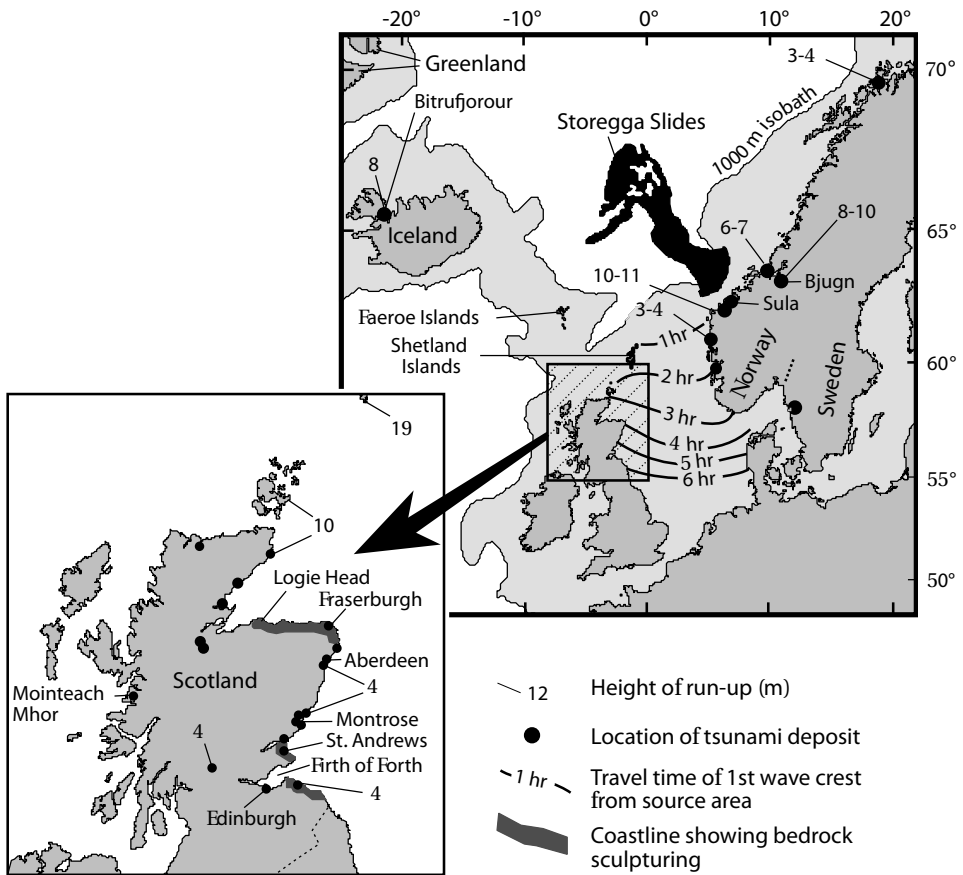 -20°
-10°
0°
10°
20°
3-4
70°
Greenland
Bitrufjorour
Storegga Slides
1000 m isobath
8
Iceland
6-7
8-10
65°
10-11
Bjugn
Sula
Faeroe Islands
3-4
Shetland
Islands
1 hr
Norway
Sweden
60°
2 hr
3 hr
4 hr
5 hr
6 hr
55°
50°
19
10
Logie Head
Fraserburgh
Aberdeen
Scotland
4
Mointeach
Mhor
Montrose
4
St. Andrews
Firth of Forth
4
Edinburgh
12
Height of run-up (m)
Location of tsunami deposit
1 hr
Travel time of 1st wave crest
from source area
Coastline showing bedrock
sculpturing